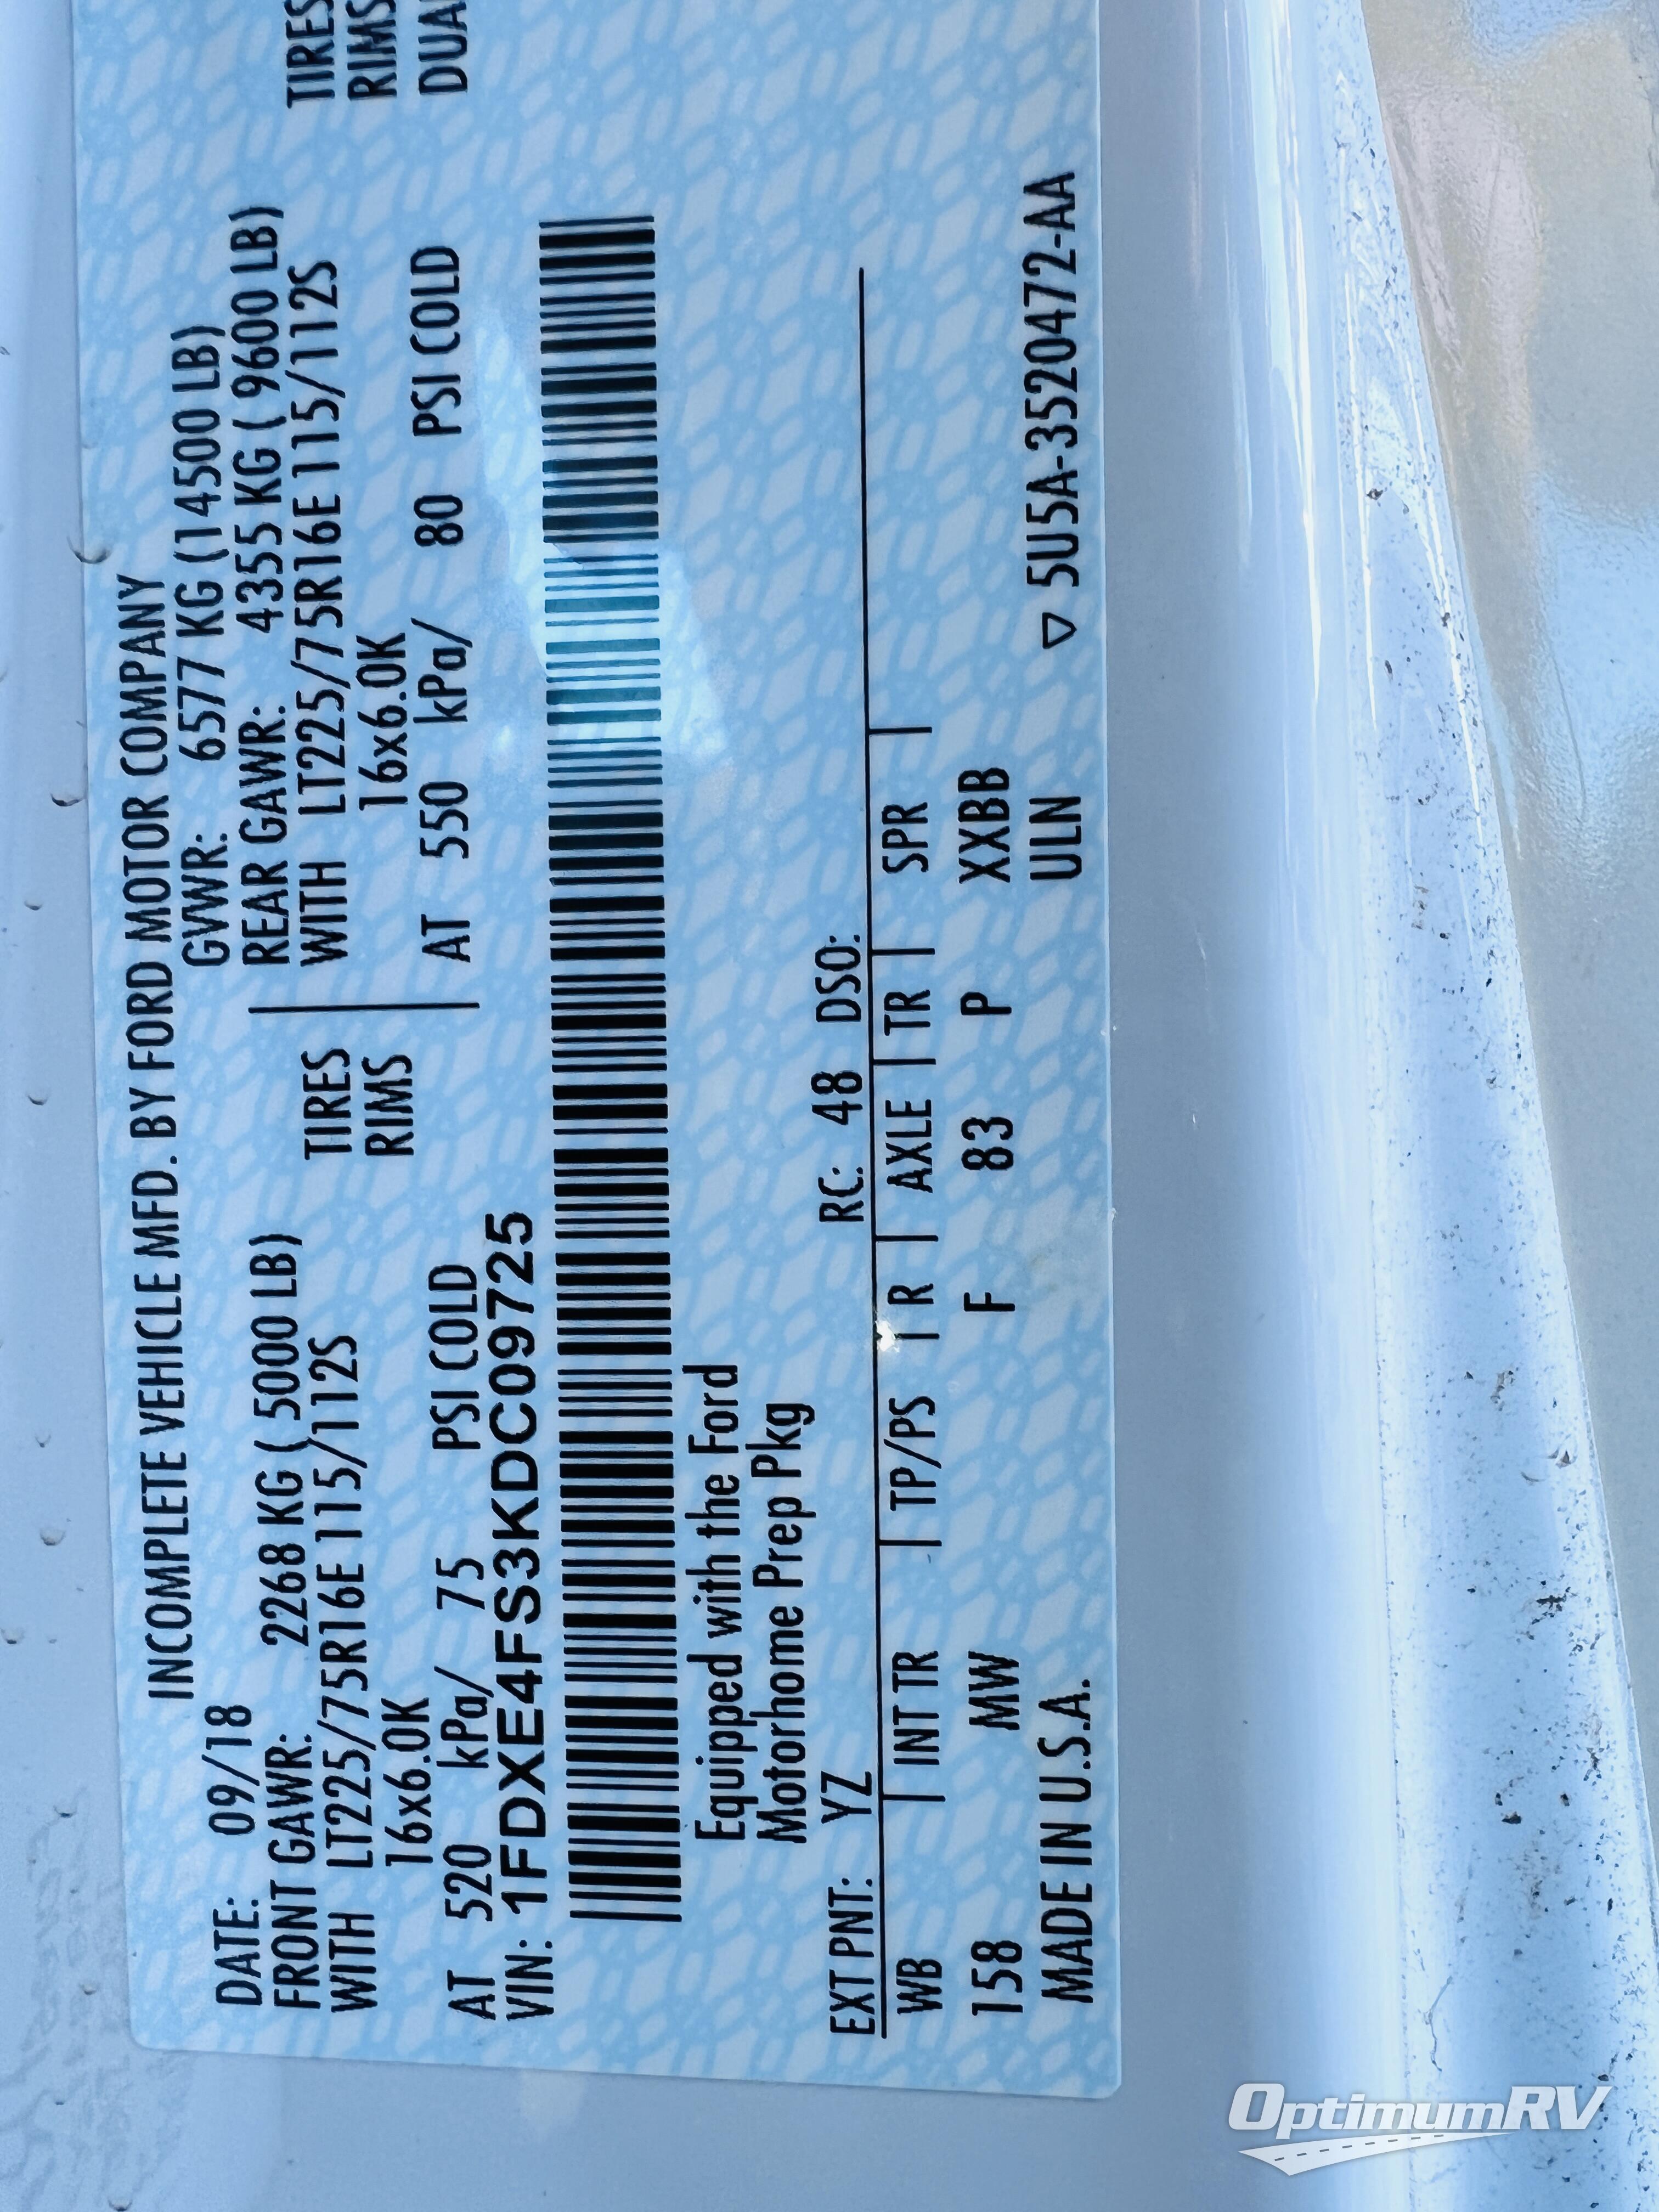 INCOMPLETE VEHICLE MFD. BY FORD MOTOR COMPANY
DATE: 09/18 GVWR: 6577 KG (14500 LB)
FRONT GAWR: 2268 KG ( 5000 LB) REAR GAWR: 4355 KG ( 9600 LB)
WITH LT225/75R16E 115/112S TIRES WITH LT225/75R16E 115/112S TIRES
16x6.0K RIMS 16x6.0K RIMS
AT 520 kPa/ 75 PSI COLD AT 550 kPa/ 80 PSI COLD DUA
VIN: 1FDXE4FS3KDC09725
Equipped with the Ford
Motorhome Prep Pkg
EXT PNT: YZ RC: 48 DSO:
WB | INT TR | TP/PS | R | AXLE | TR | SPR |
158 MW F 83 P XXBB
MADE IN U.S.A. ULN ▽ 5U5A-3520472-AA
OptimumRV